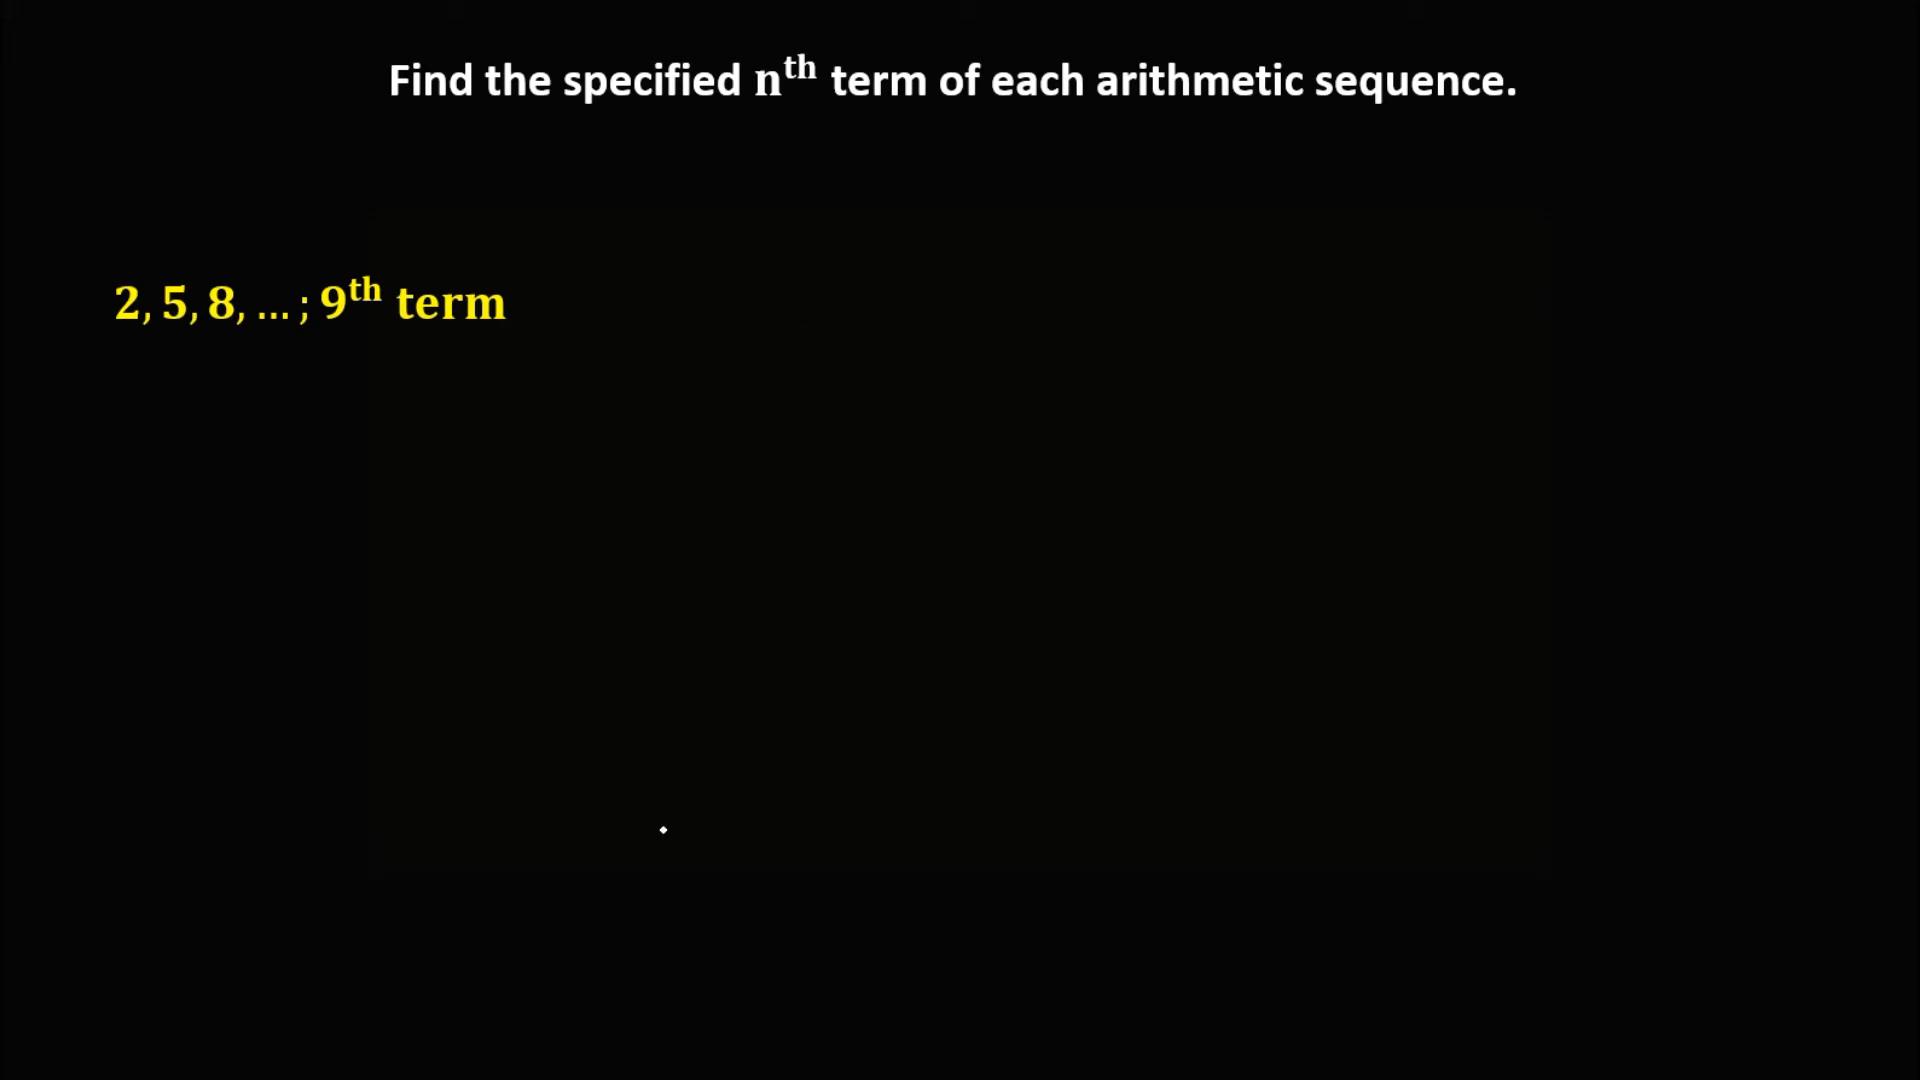 Find the specified nᵗʰ term of each arithmetic sequence.
2, 5, 8, … ; 9ᵗʰ term